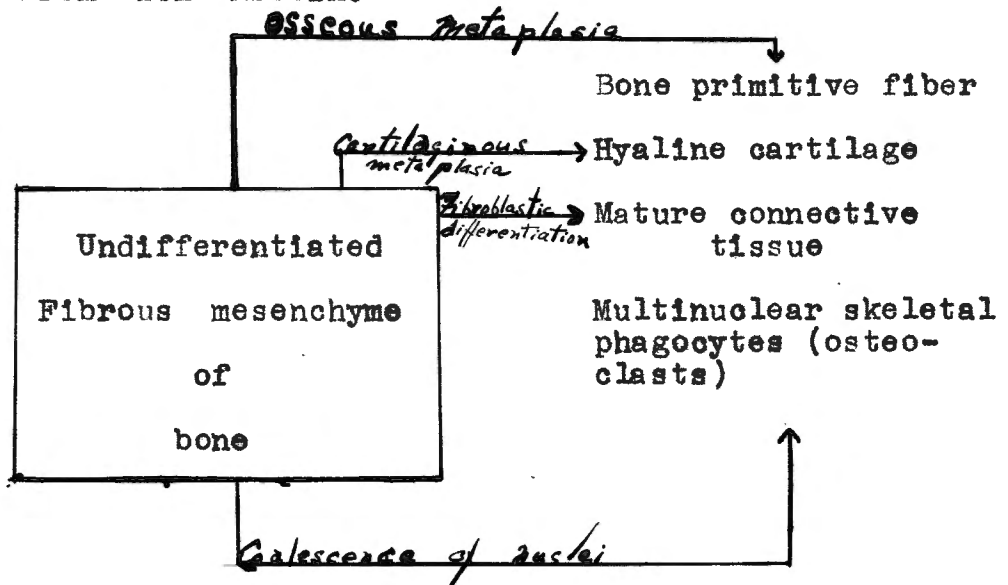 Osseous metaplasia
Bone primitive fiber
Cartilaginous
metaplasia
Hyaline cartilage
Fibroblastic
differentiation
Mature connective
tissue
Undifferentiated
Fibrous mesenchyme
of
bone
Multinuclear skeletal
phagocytes (osteo-
clasts)
Coalescence of nuclei